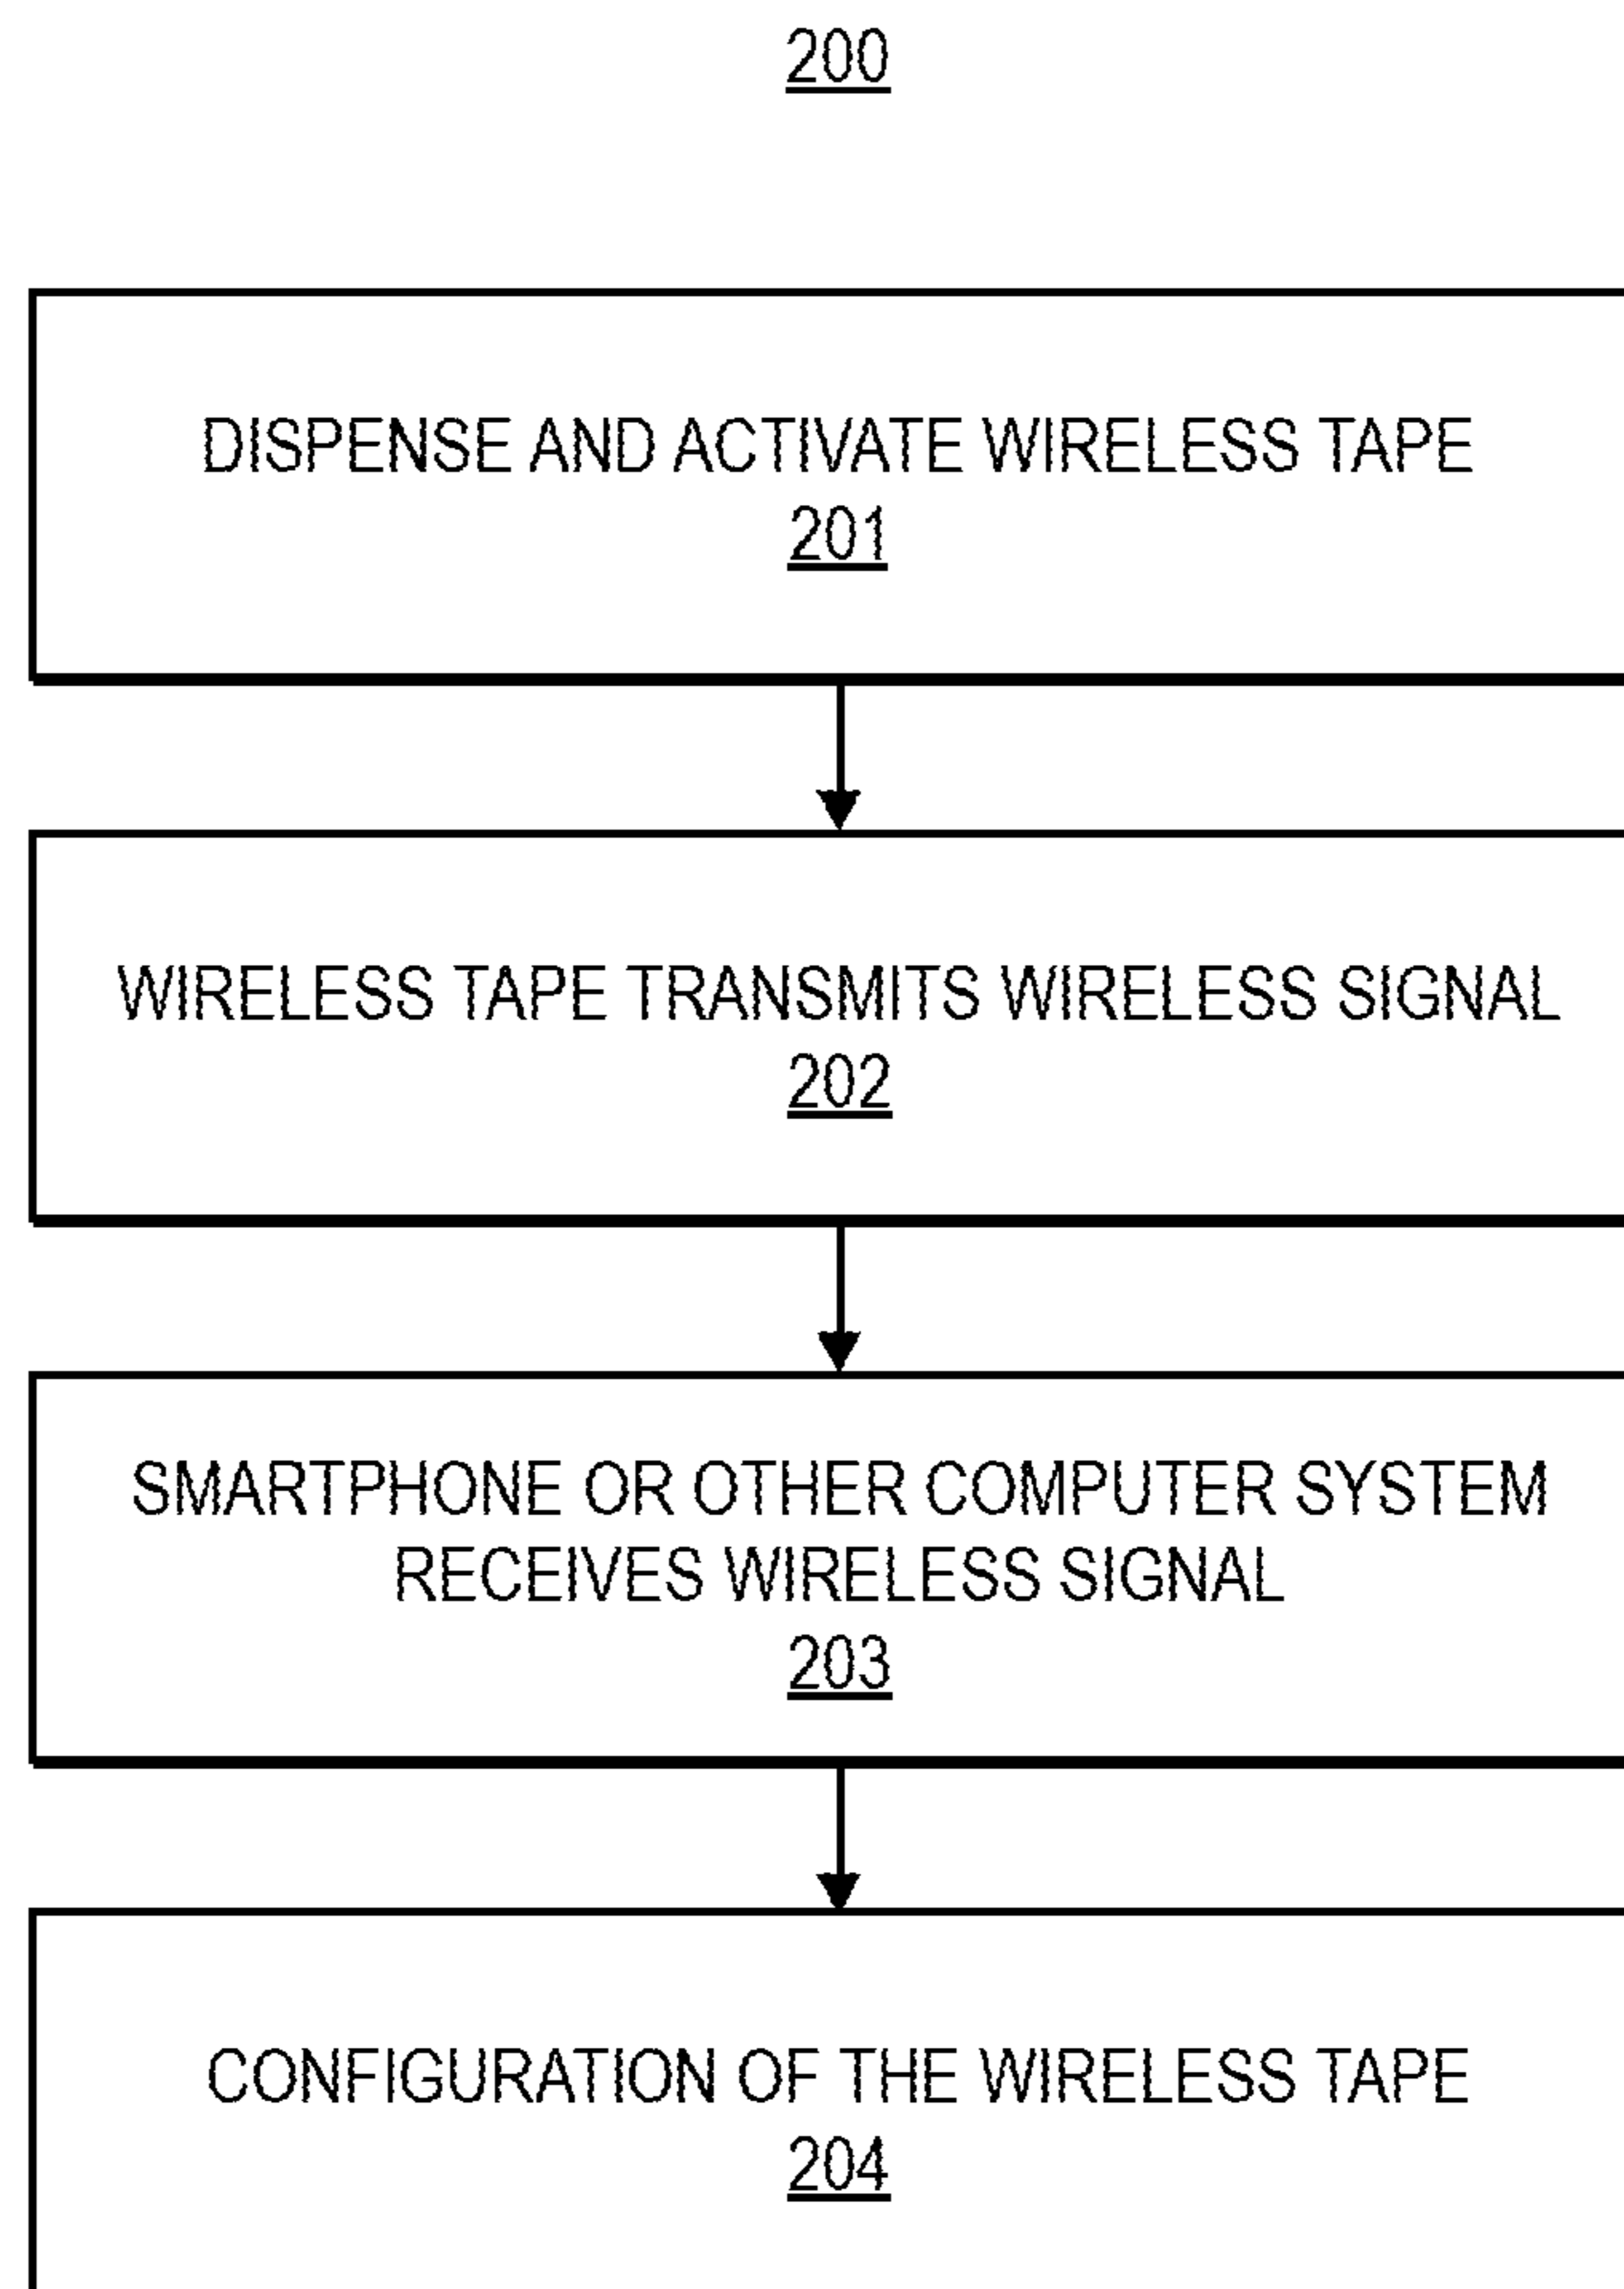 200
DISPENSE AND ACTIVATE WIRELESS TAPE
201
WIRELESS TAPE TRANSMITS WIRELESS SIGNAL
202
SMARTPHONE OR OTHER COMPUTER SYSTEM
RECEIVES WIRELESS SIGNAL
203
CONFIGURATION OF THE WIRELESS TAPE
204